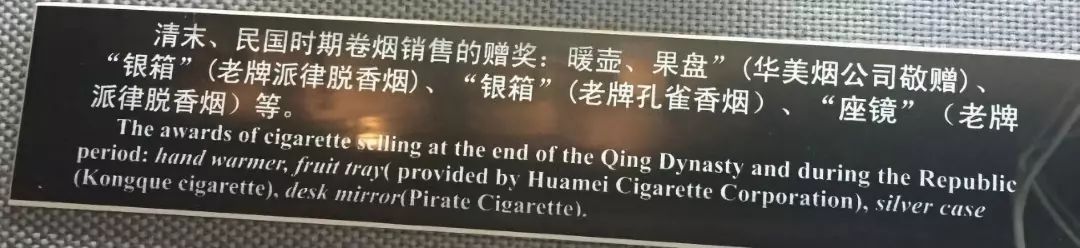 清末、民国时期卷烟销售的赠奖：暖壶、果盘”(华美烟公司敬赠)、
“银箱”(老牌派律脱香烟)、“银箱”(老牌孔雀香烟)、“座镜”（老牌
派律脱香烟）等。
The awards of cigarette selling at the end of the Qing Dynasty and during the Republic
period: hand warmer, fruit tray( provided by Huamei Cigarette Corporation), silver case
(Kongque cigarette), desk mirror(Pirate Cigarette).